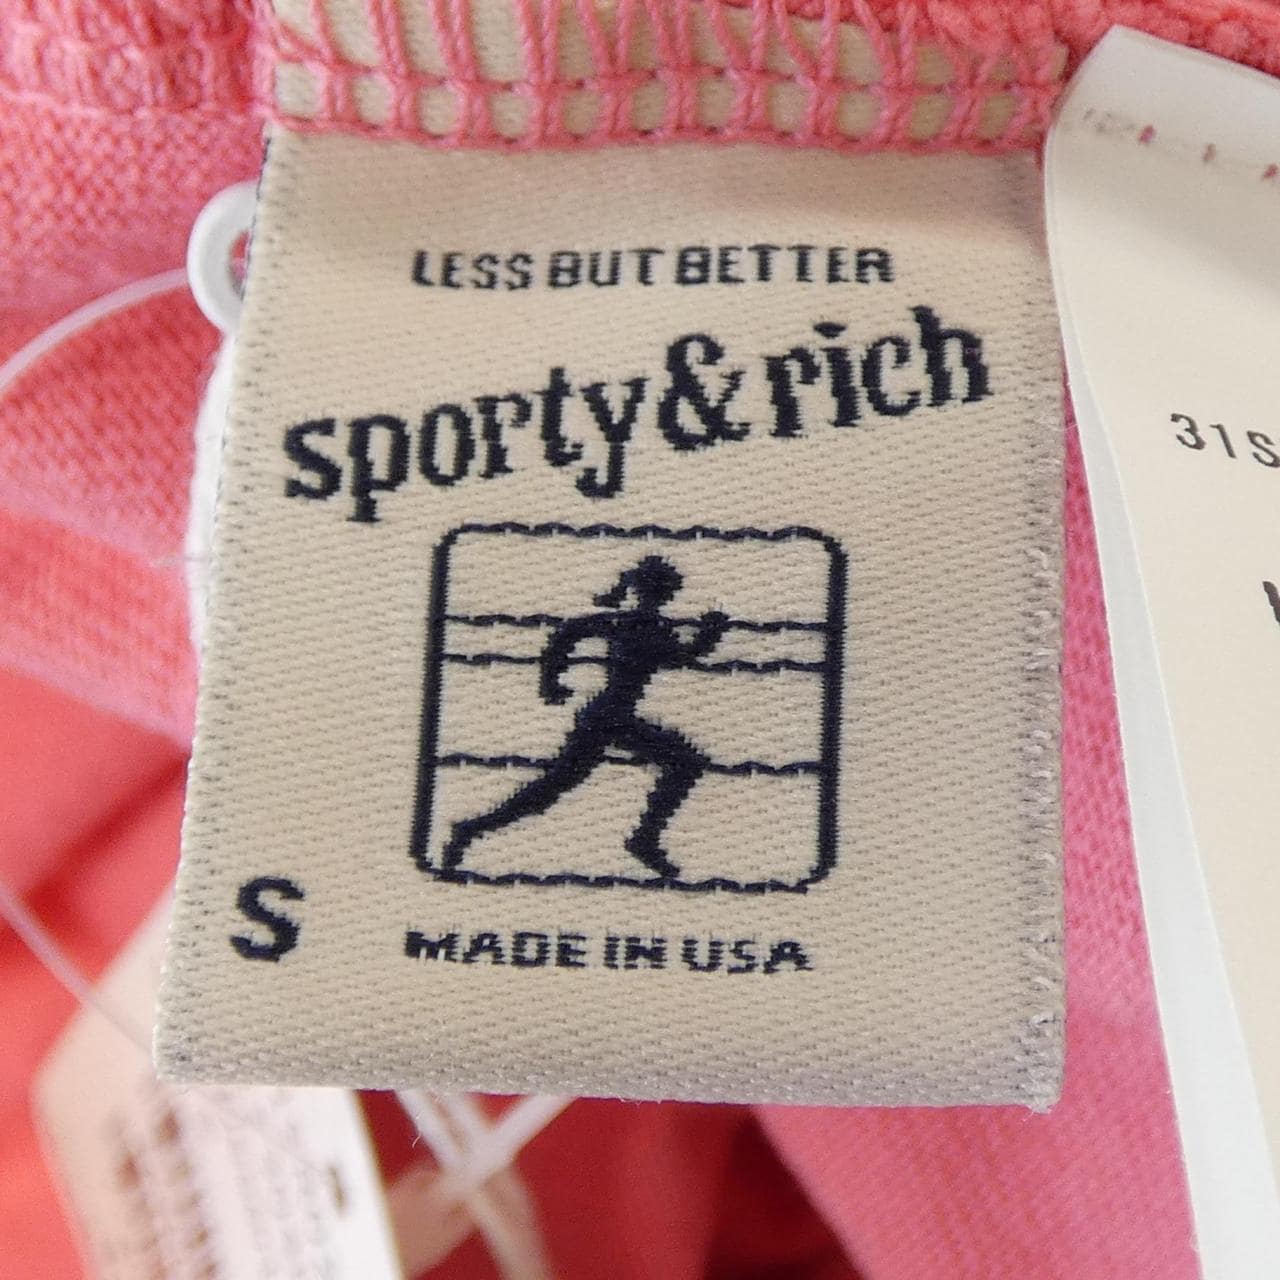 LESS BUT BETTER
sporty & rich
S
MADE IN USA
31S